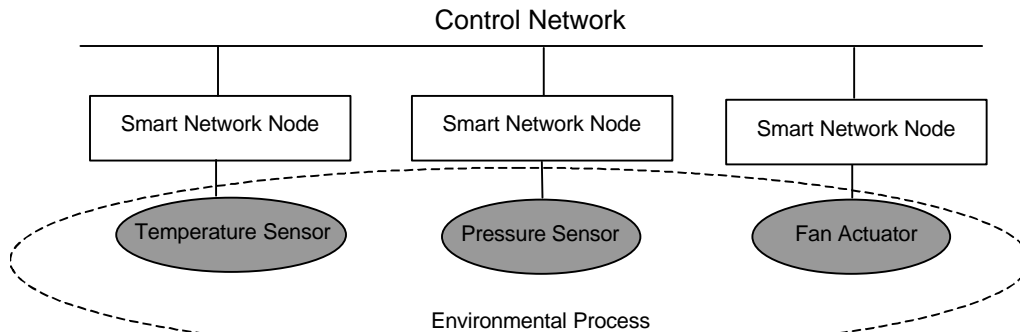 Control Network
Smart Network Node
Smart Network Node
Smart Network Node
Temperature Sensor
Pressure Sensor
Fan Actuator
Environmental Process